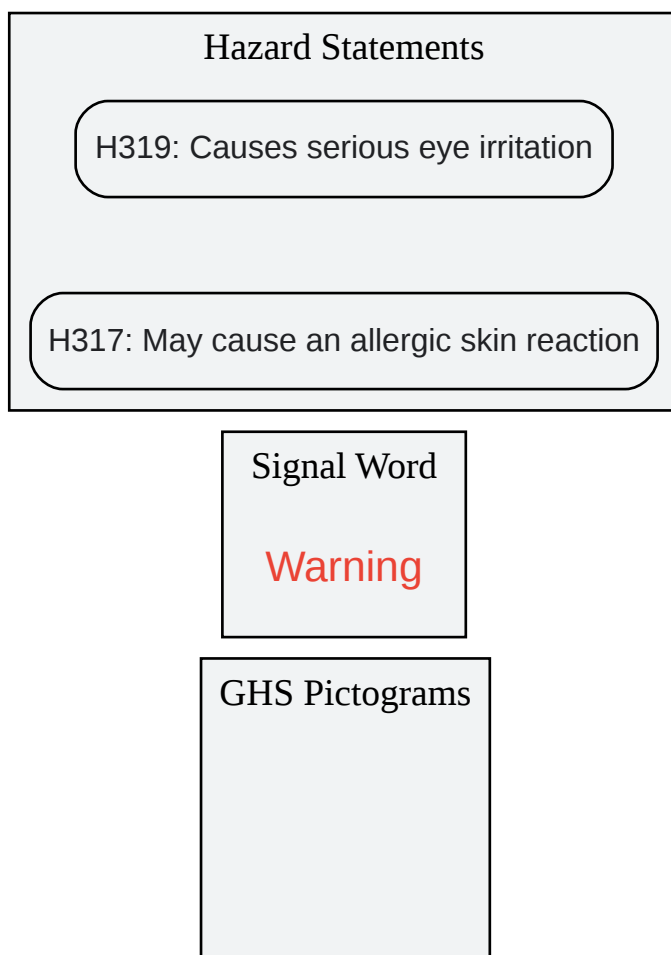 Hazard Statements
H319: Causes serious eye irritation
H317: May cause an allergic skin reaction
Signal Word
Warning
GHS Pictograms